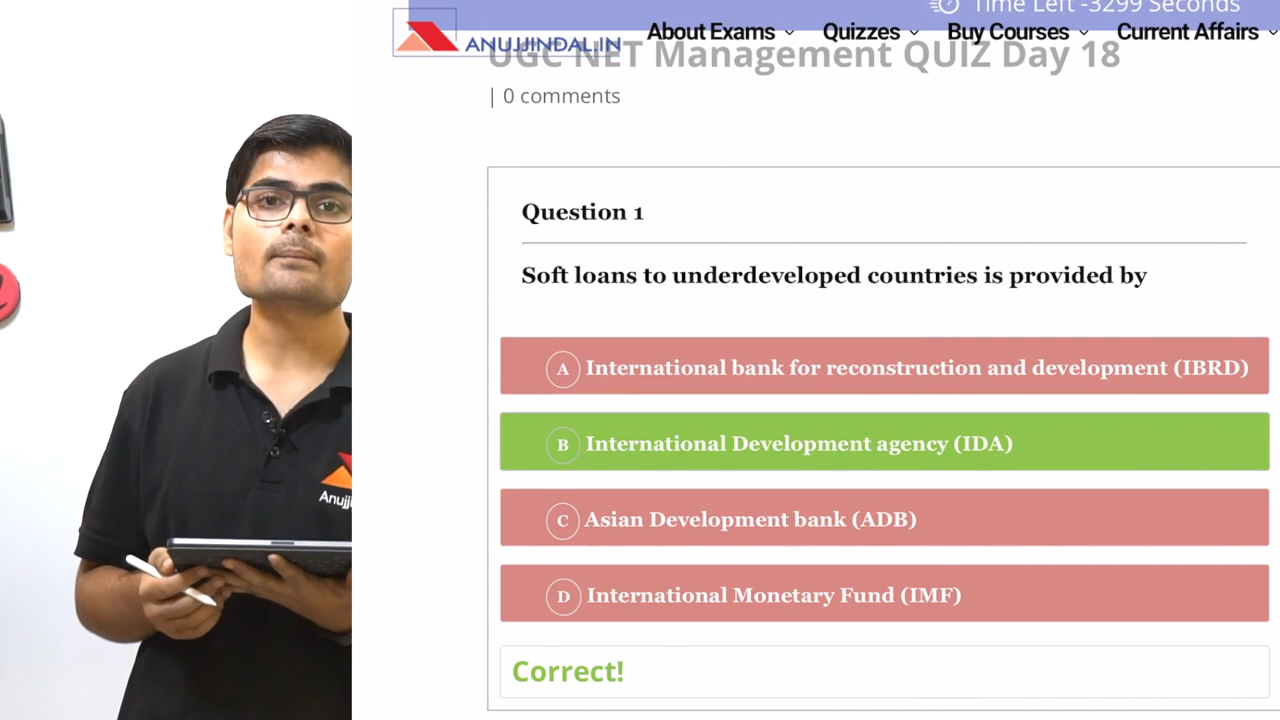 Time Left -3299 Seconds
ANUJJINDAL.IN
About Exams
Quizzes
Buy Courses
Current Affairs
UGC NET Management QUIZ Day 18
| 0 comments
Question 1
Soft loans to underdeveloped countries is provided by
A International bank for reconstruction and development (IBRD)
B International Development agency (IDA)
C Asian Development bank (ADB)
D International Monetary Fund (IMF)
Correct!
Anujji